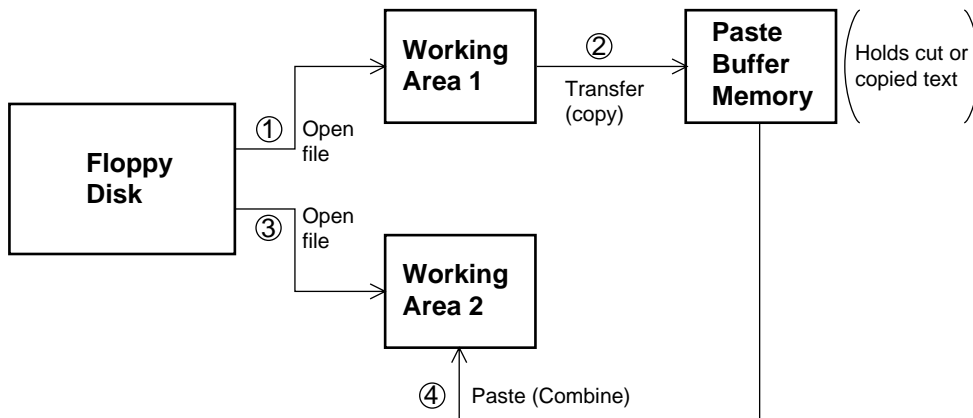 Working
Area 1
②
Transfer
(copy)
Paste
Buffer
Memory
Holds cut or
copied text
①
Open
file
Floppy
Disk
③
Open
file
Working
Area 2
④ Paste (Combine)